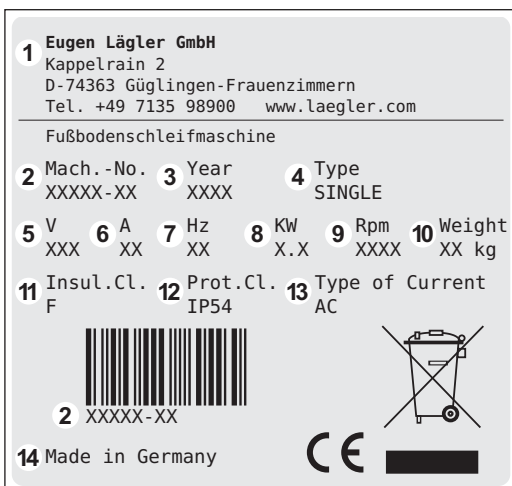 1 Eugen Lägler GmbH
Kappelrain 2
D-74363 Güglingen-Frauenzimmern
Tel. +49 7135 98900 www.laegler.com
Fußbodenschleifmaschine
2 Mach.-No. 3 Year 4 Type
XXXXX-XX XXXX SINGLE
5 V 6 A 7 Hz 8 KW 9 Rpm 10 Weight
XXX XX XX X.X XXXX XX kg
11 Insul.Cl. 12 Prot.Cl. 13 Type of Current
F IP54 AC
2 XXXXX-XX
14 Made in Germany CE